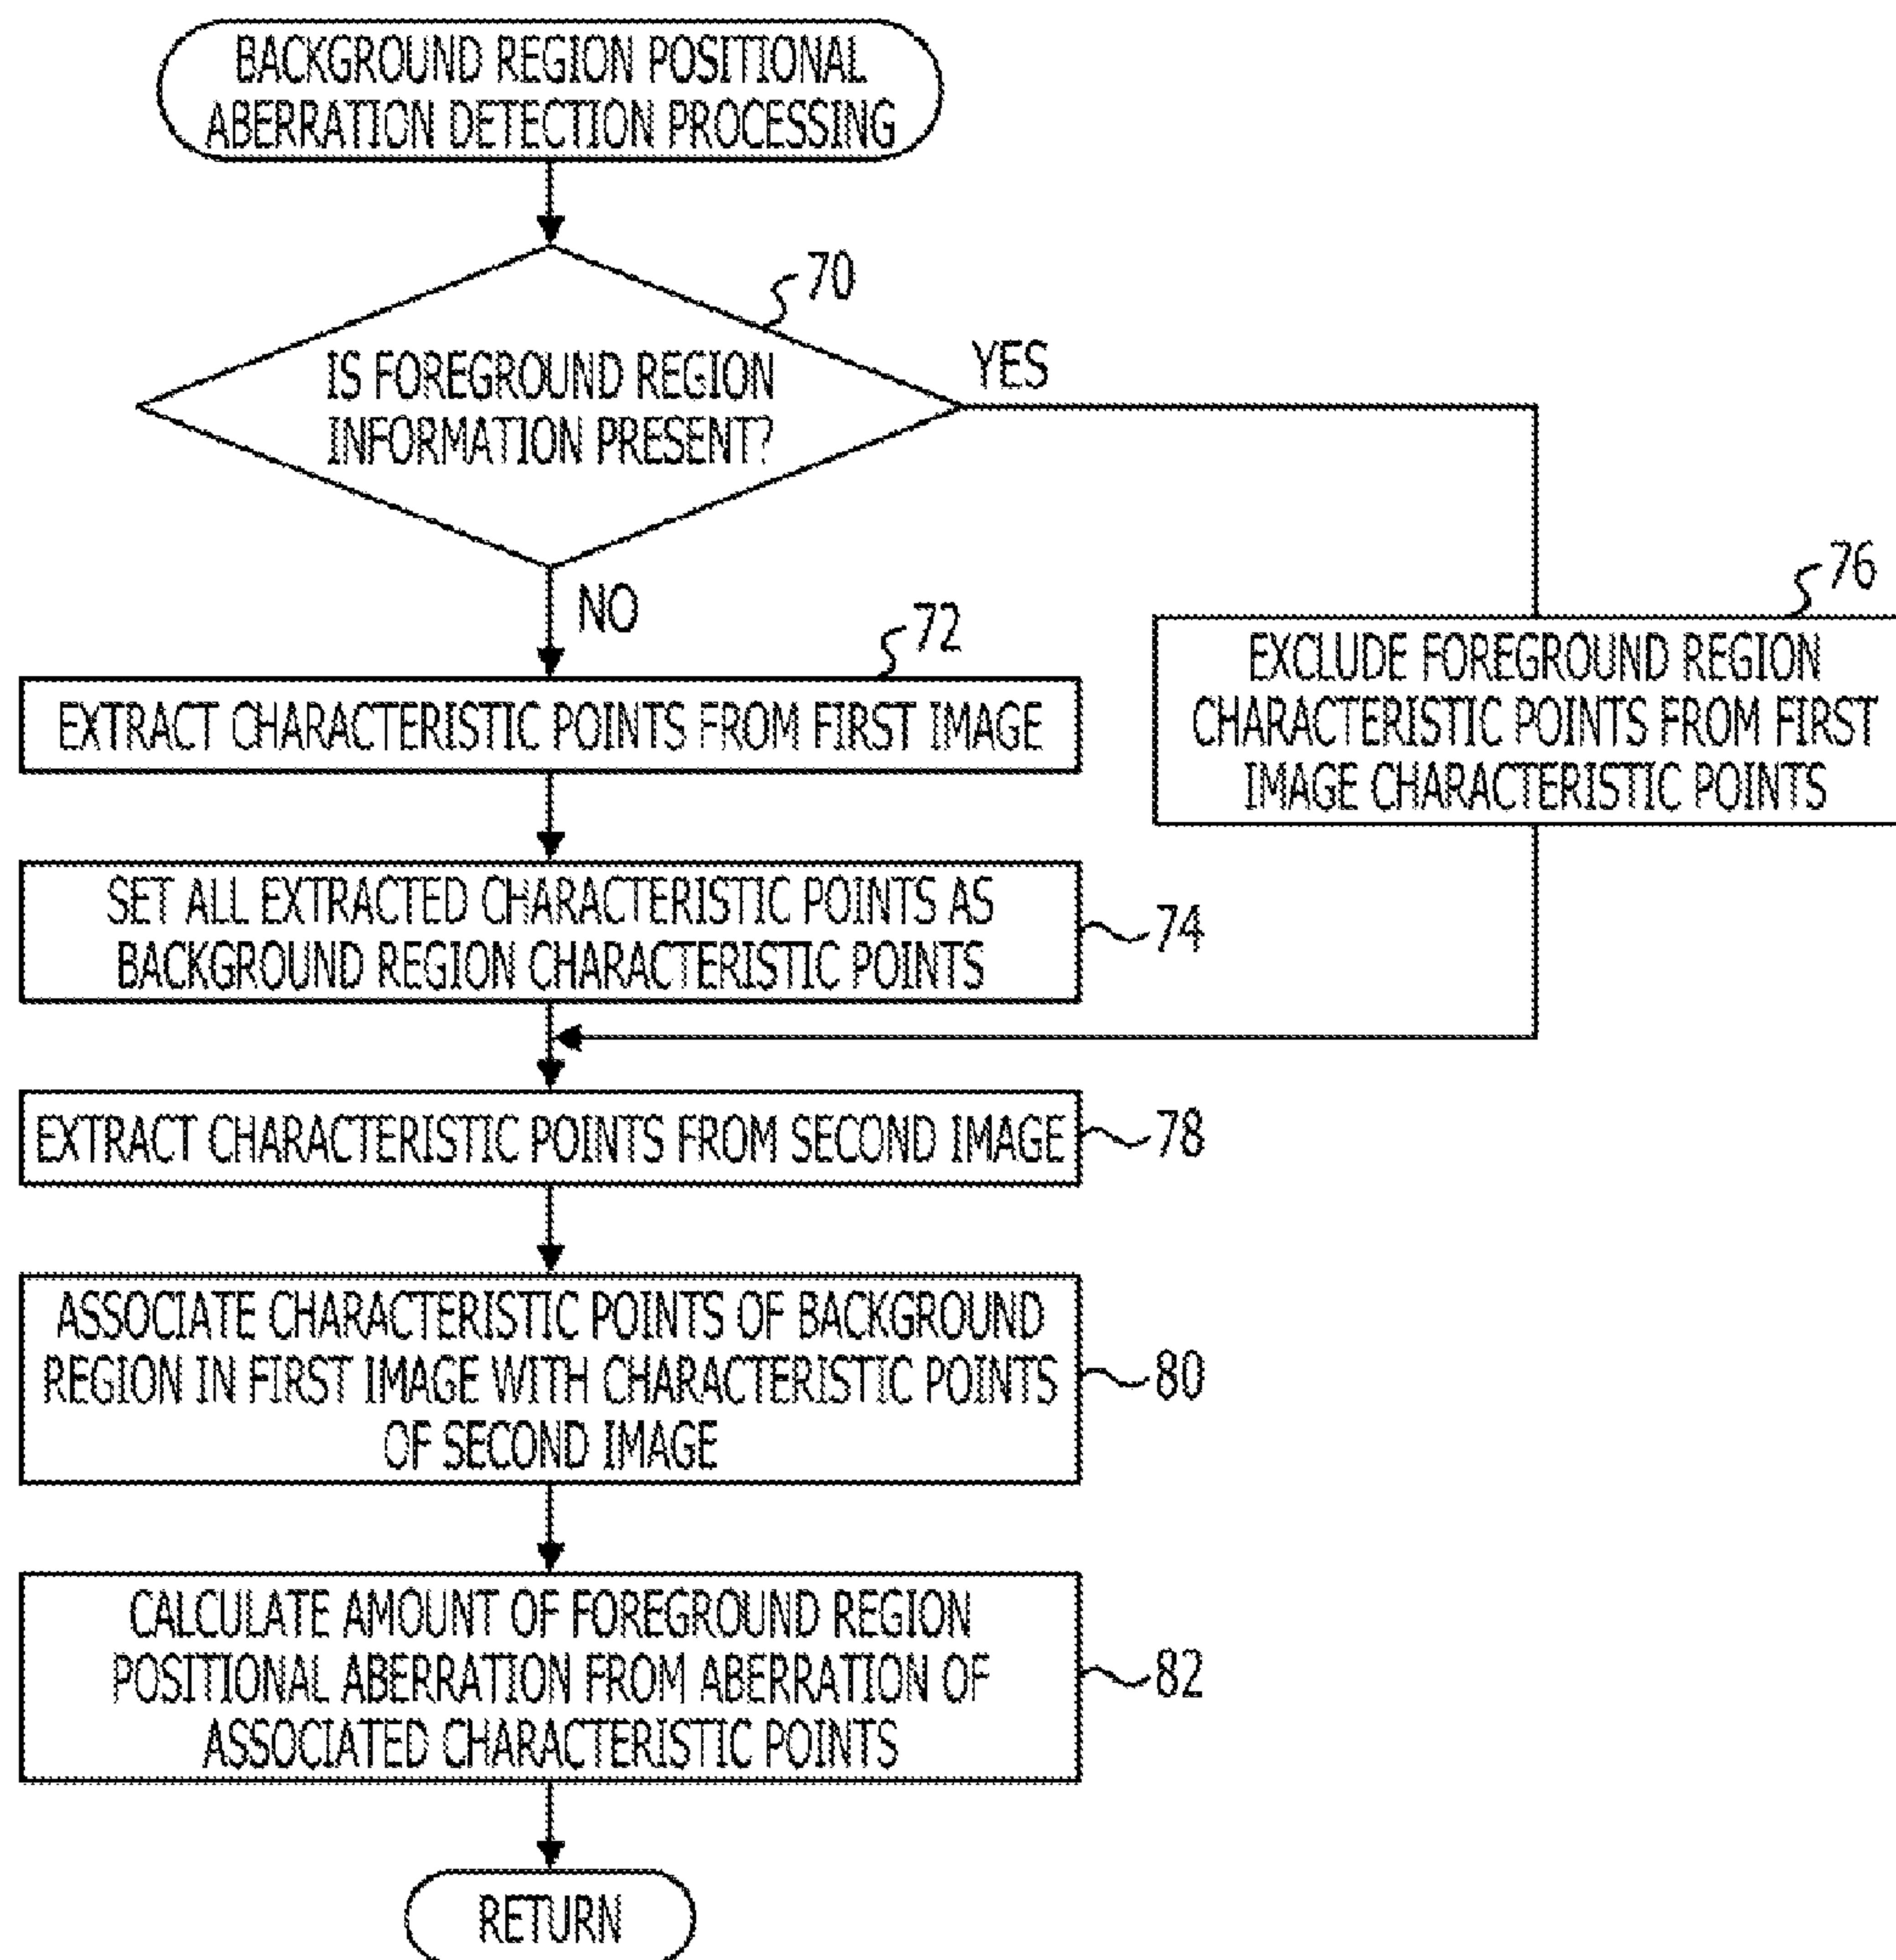 BACKGROUND REGION POSITIONAL
ABERRATION DETECTION PROCESSING
70
IS FOREGROUND REGION
INFORMATION PRESENT?
YES
NO
72
EXTRACT CHARACTERISTIC POINTS FROM FIRST IMAGE
76
EXCLUDE FOREGROUND REGION
CHARACTERISTIC POINTS FROM FIRST
IMAGE CHARACTERISTIC POINTS
SET ALL EXTRACTED CHARACTERISTIC POINTS AS
BACKGROUND REGION CHARACTERISTIC POINTS
74
EXTRACT CHARACTERISTIC POINTS FROM SECOND IMAGE
78
ASSOCIATE CHARACTERISTIC POINTS OF BACKGROUND
REGION IN FIRST IMAGE WITH CHARACTERISTIC POINTS
OF SECOND IMAGE
80
CALCULATE AMOUNT OF FOREGROUND REGION
POSITIONAL ABERRATION FROM ABERRATION OF
ASSOCIATED CHARACTERISTIC POINTS
82
RETURN